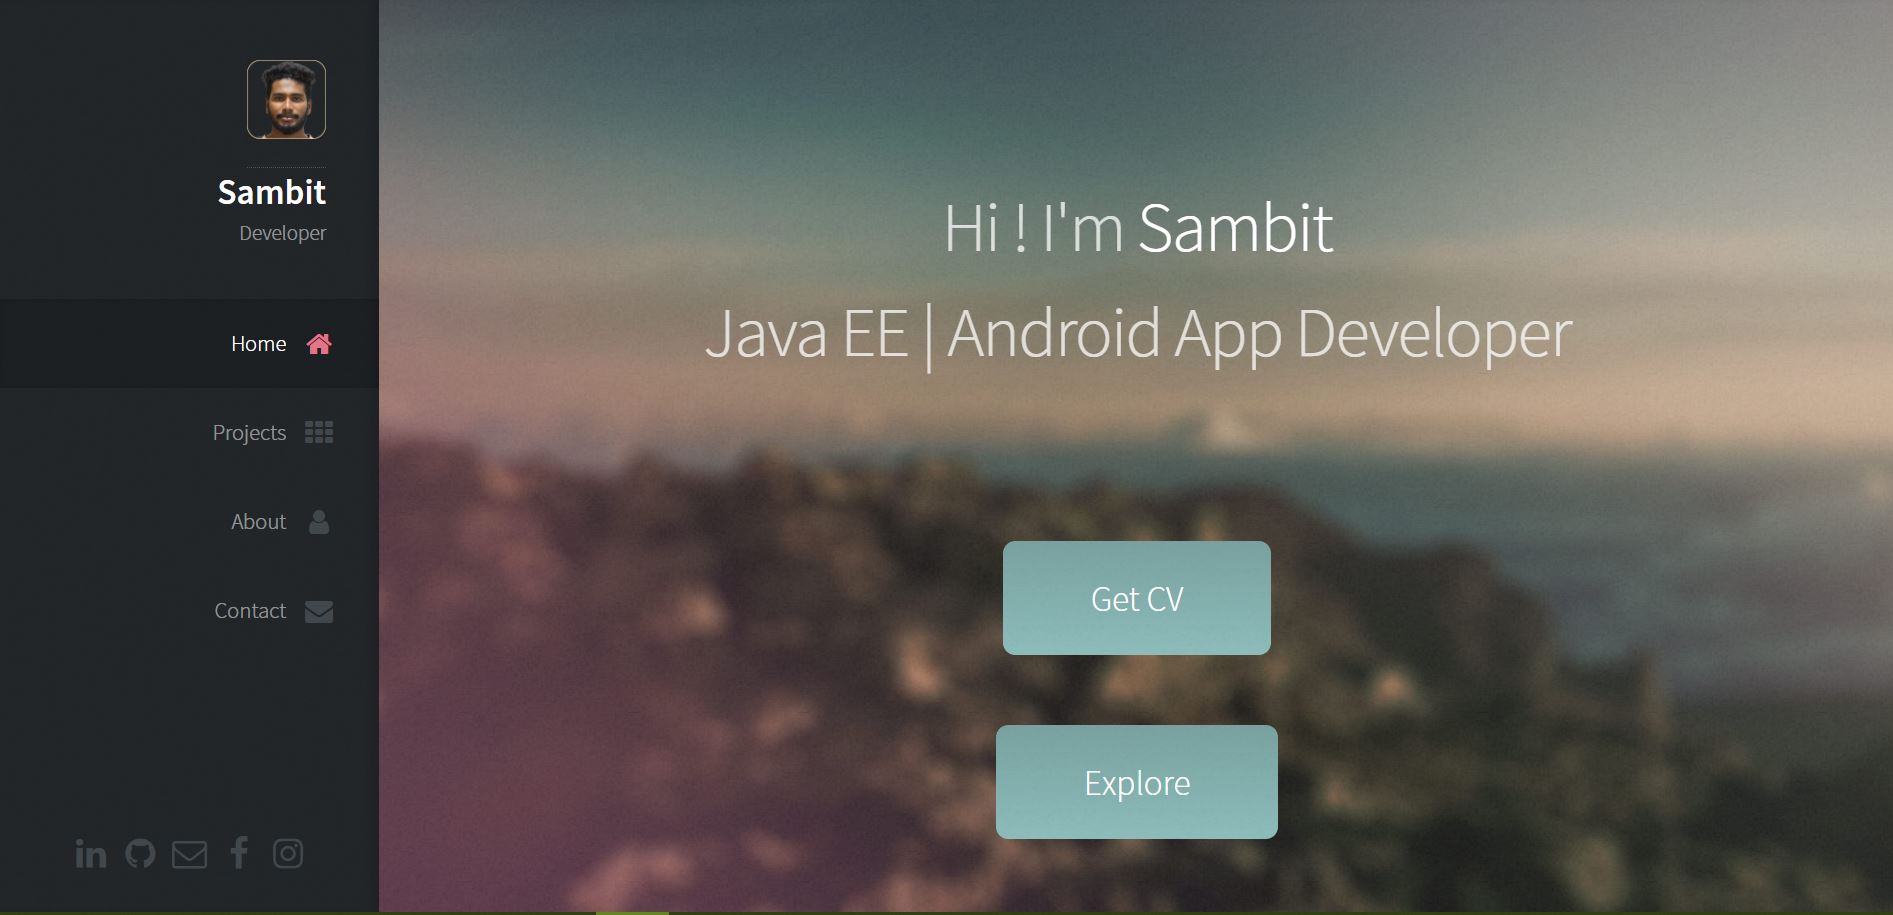 Sambit
Developer
Home
Projects
About
Contact
Hi ! I'm Sambit
Java EE | Android App Developer
Get CV
Explore